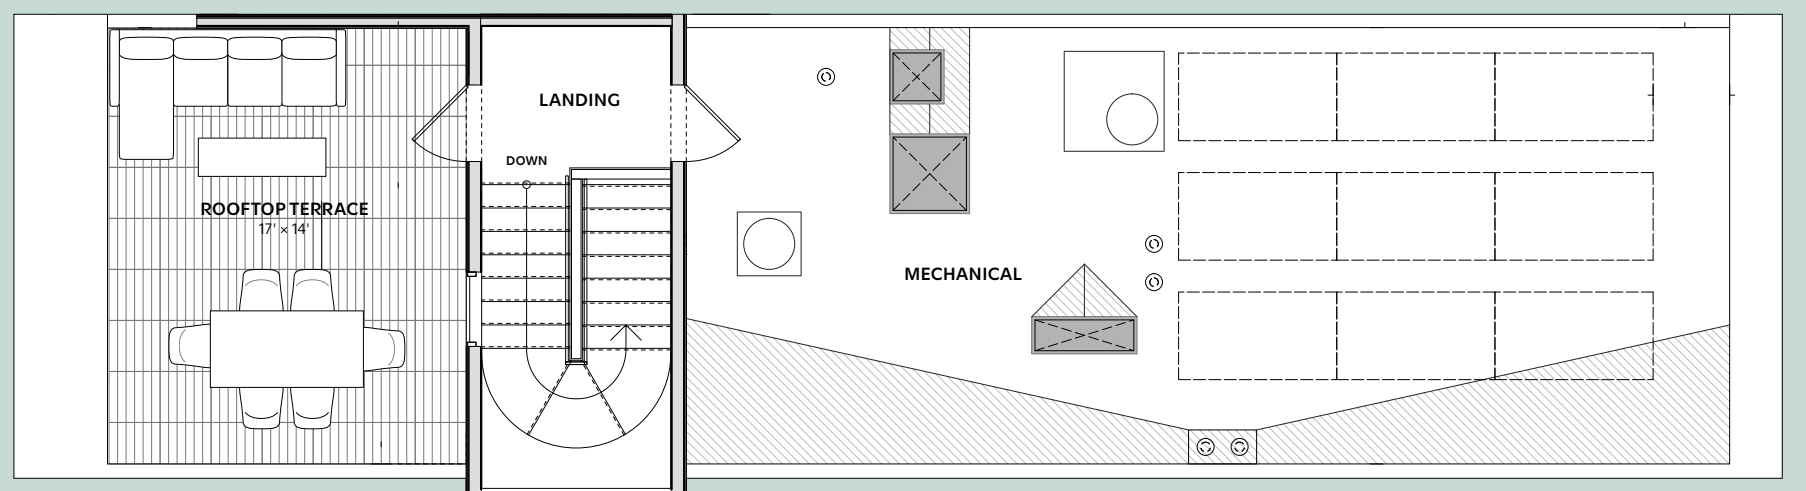 LANDING
DOWN
ROOFTOP TERRACE
17' × 14'
MECHANICAL